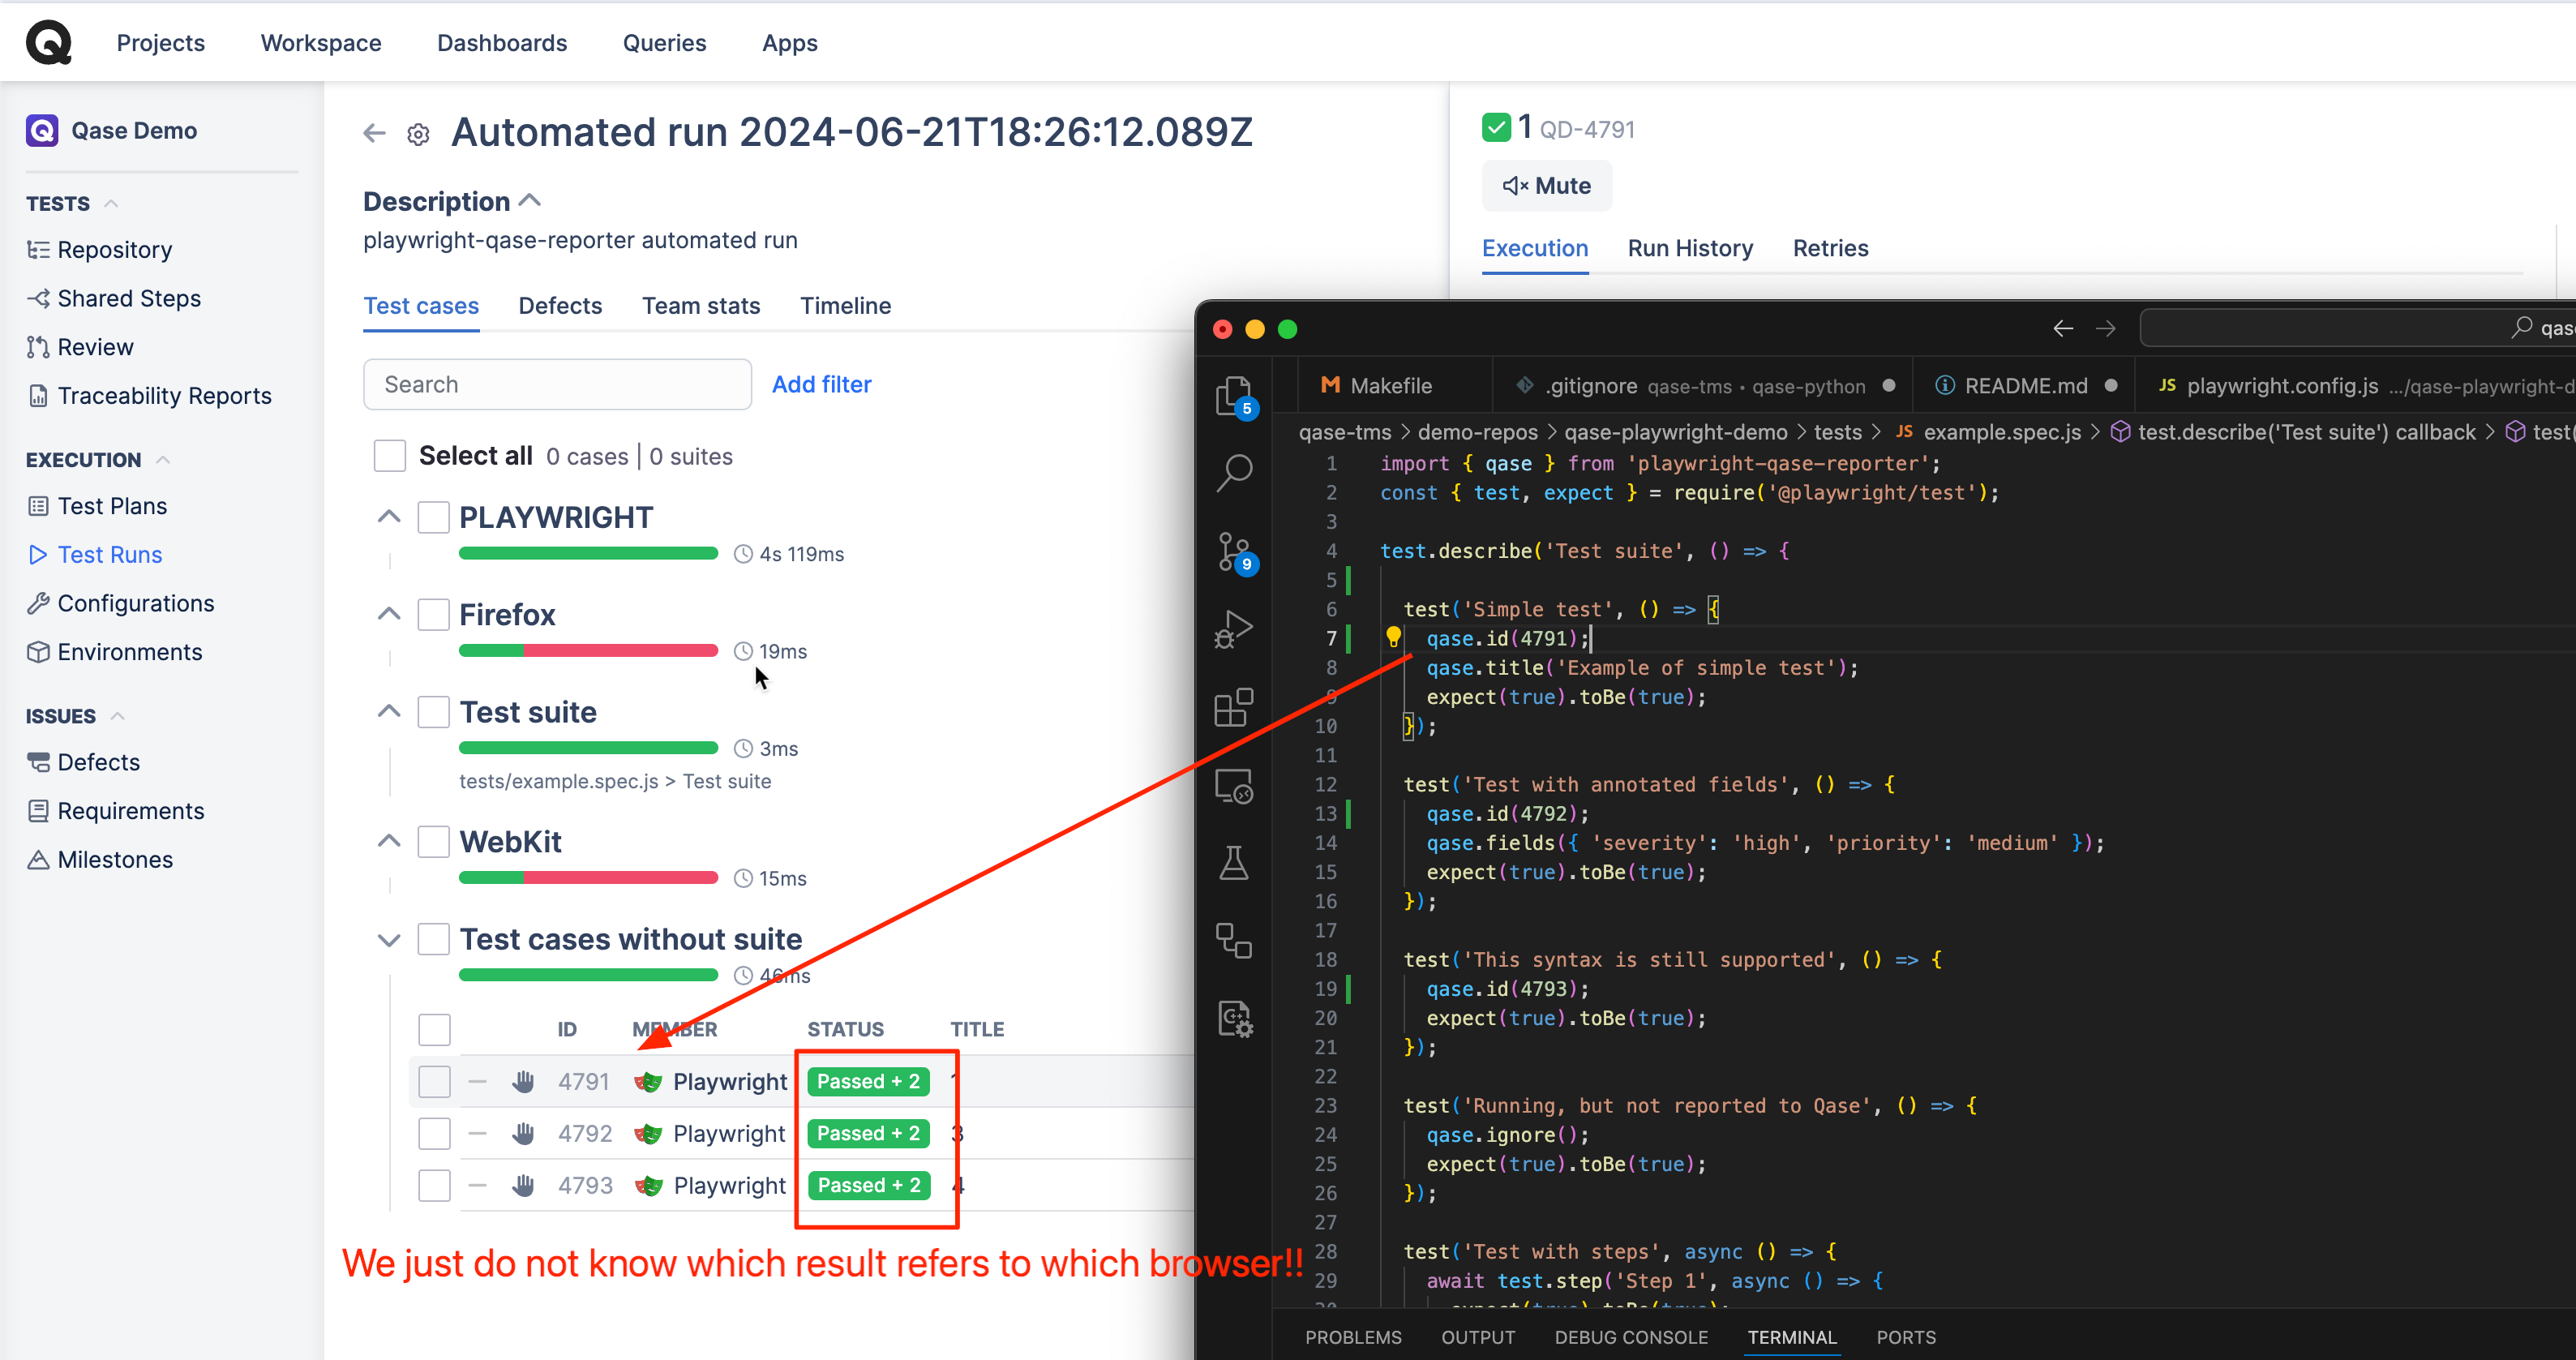 Projects Workspace Dashboards Queries Apps
Qase Demo
TESTS
Repository
Shared Steps
Review
Traceability Reports
EXECUTION
Test Plans
Test Runs
Configurations
Environments
ISSUES
Defects
Requirements
Milestones
Automated run 2024-06-21T18:26:12.089Z
Description
playwright-qase-reporter automated run
Test cases Defects Team stats Timeline
Search Add filter
Select all 0 cases | 0 suites
PLAYWRIGHT
4s 119ms
Firefox
19ms
Test suite
3ms
tests/example.spec.js > Test suite
WebKit
15ms
Test cases without suite
46ms
ID MEMBER STATUS TITLE
4791 Playwright Passed + 2 1
4792 Playwright Passed + 2 3
4793 Playwright Passed + 2 4
We just do not know which result refers to which browser!!
1 QD-4791
Mute
Execution Run History Retries
qase
5
9
Makefile .gitignore qase-tms • qase-python README.md JS playwright.config.js .../qase-playwright-d
qase-tms > demo-repos > qase-playwright-demo > tests > JS example.spec.js > test.describe('Test suite') callback > test(
1 import { qase } from 'playwright-qase-reporter';
2 const { test, expect } = require('@playwright/test');
3
4 test.describe('Test suite', () => {
5
6 test('Simple test', () => {
7 qase.id(4791);
8 qase.title('Example of simple test');
9 expect(true).toBe(true);
10 });
11
12 test('Test with annotated fields', () => {
13 qase.id(4792);
14 qase.fields({ 'severity': 'high', 'priority': 'medium' });
15 expect(true).toBe(true);
16 });
17
18 test('This syntax is still supported', () => {
19 qase.id(4793);
20 expect(true).toBe(true);
21 });
22
23 test('Running, but not reported to Qase', () => {
24 qase.ignore();
25 expect(true).toBe(true);
26 });
27
28 test('Test with steps', async () => {
29 await test.step('Step 1', async () => {
30 expect(true).toBe(true);
PROBLEMS OUTPUT DEBUG CONSOLE TERMINAL PORTS